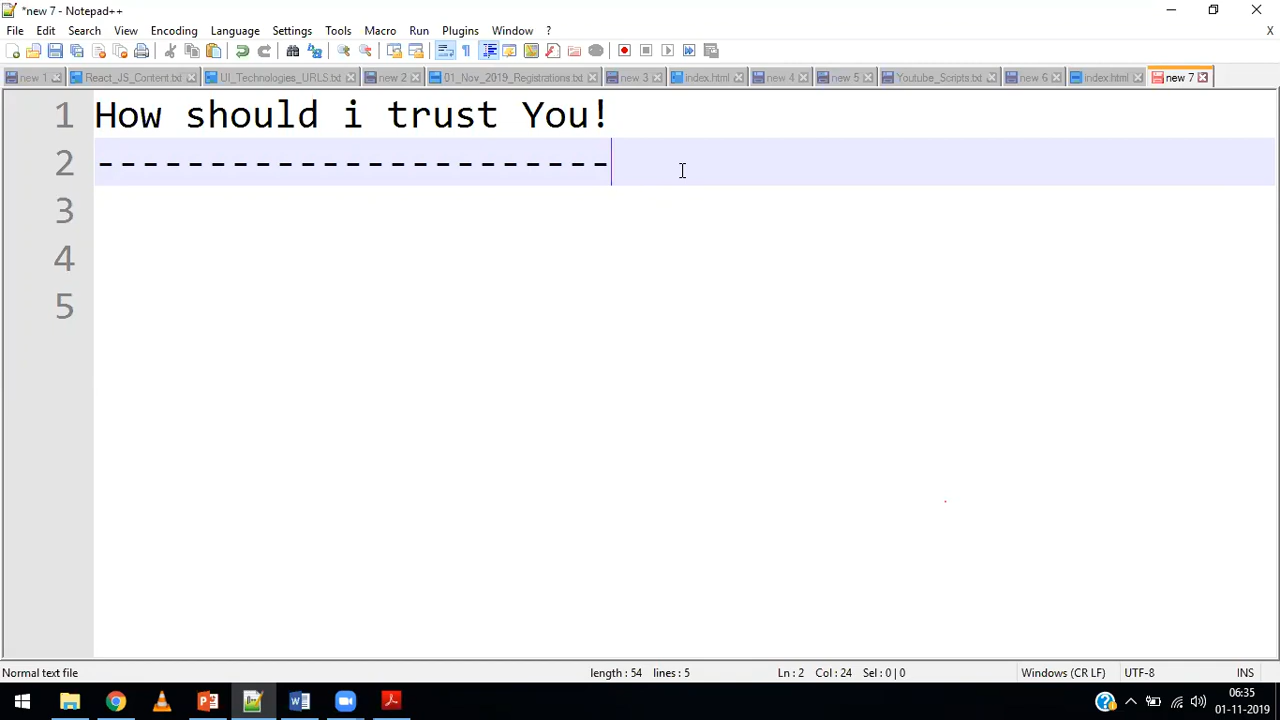 *new 7 - Notepad++
File Edit Search View Encoding Language Settings Tools Macro Run Plugins Window ? X
new 1 React_JS_Content.txt UI_Technologies_URLS.txt new 2 01_Nov_2019_Registrations.txt new 3 index.html new 4 new 5 Youtube_Scripts.txt new 6 index.html new 7
1 How should i trust You!
2 -----------------------
3
4
5
Normal text file length : 54 lines : 5 Ln : 2 Col : 24 Sel : 0 | 0 Windows (CR LF) UTF-8 INS
06:35
01-11-2019